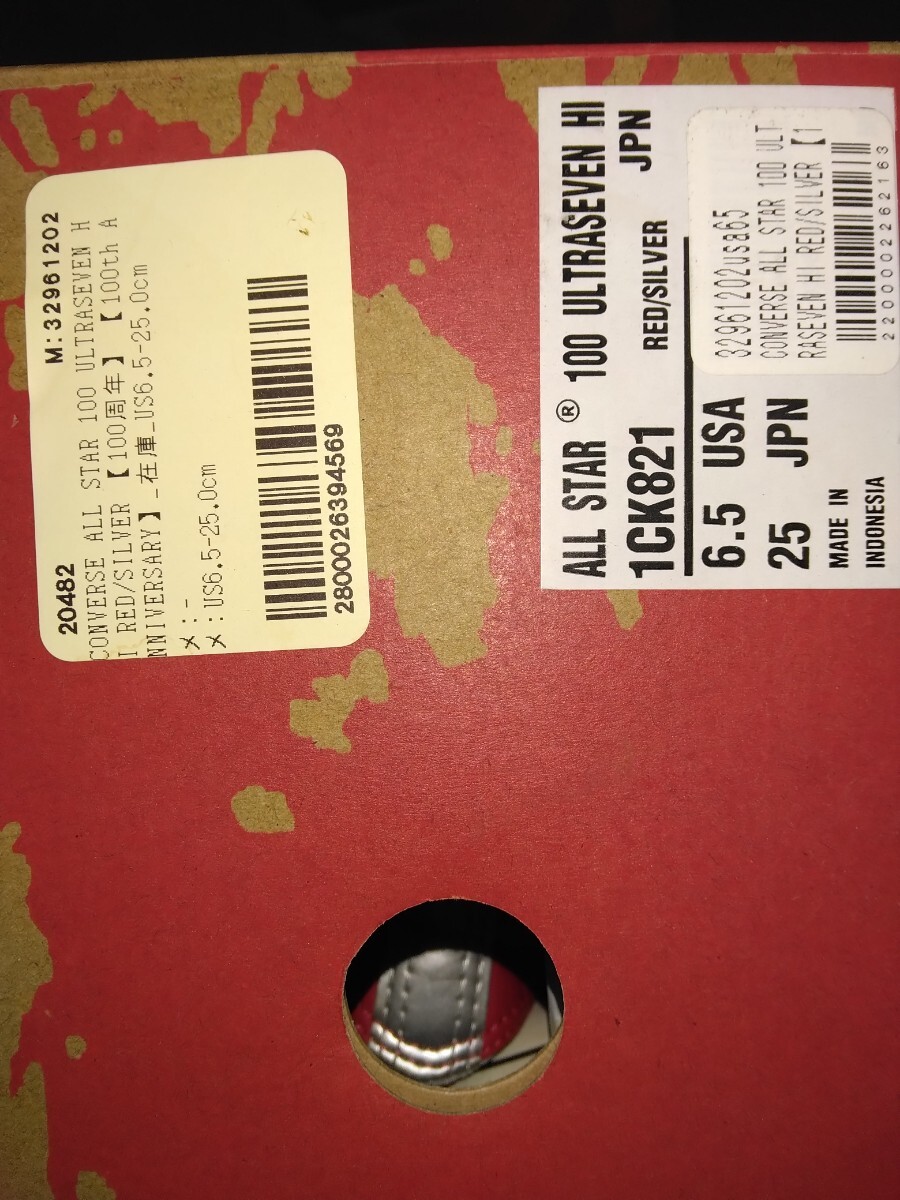 20482 M:32961202
CONVERSE ALL STAR 100 ULTRASEVEN H
I RED/SILVER 【100周年】【100th A
NNIVERSARY】_在庫_US6.5-25.0cm
メ:-
メ:US6.5-25.0cm
2800026394569
ALL STAR ® 100 ULTRASEVEN HI
1CK821 RED/SILVER JPN
6.5 USA
25 JPN
MADE IN
INDONESIA
32961202usa65
CONVERSE ALL STAR 100 ULT
RASEVEN HI RED/SILVER 【1
2200002262163